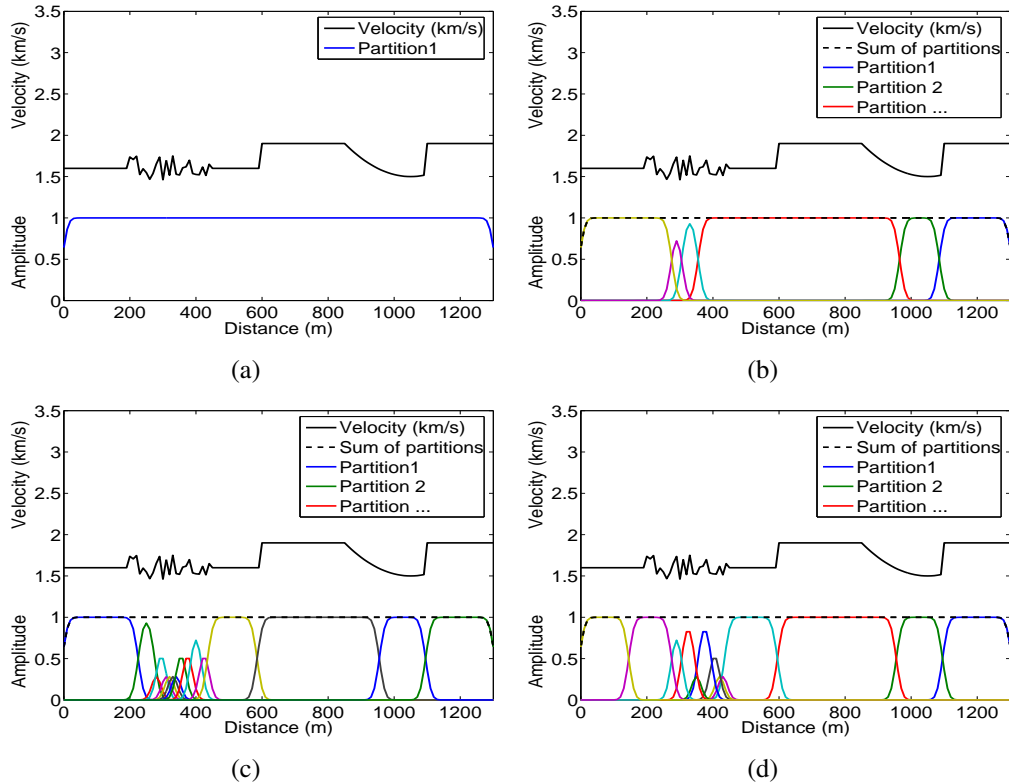 3.5
3
2.5
2
1.5
1
0.5
0
Velocity (km/s)
Amplitude
Velocity (km/s)
Partition1
0 200 400 600 800 1000 1200
Distance (m)
(a)
3.5
3
2.5
2
1.5
1
0.5
0
Velocity (km/s)
Amplitude
Velocity (km/s)
Sum of partitions
Partition1
Partition 2
Partition ...
0 200 400 600 800 1000 1200
Distance (m)
(b)
3.5
3
2.5
2
1.5
1
0.5
0
Velocity (km/s)
Amplitude
Velocity (km/s)
Sum of partitions
Partition1
Partition 2
Partition ...
0 200 400 600 800 1000 1200
Distance (m)
(c)
3.5
3
2.5
2
1.5
1
0.5
0
Velocity (km/s)
Amplitude
Velocity (km/s)
Sum of partitions
Partition1
Partition 2
Partition ...
0 200 400 600 800 1000 1200
Distance (m)
(d)